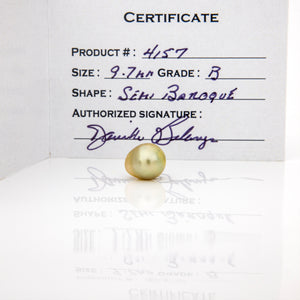 CERTIFICATE
PRODUCT #: 4157
SIZE: 9.7mm GRADE: B
SHAPE: SEMI BAROQUE
AUTHORIZED SIGNATURE: